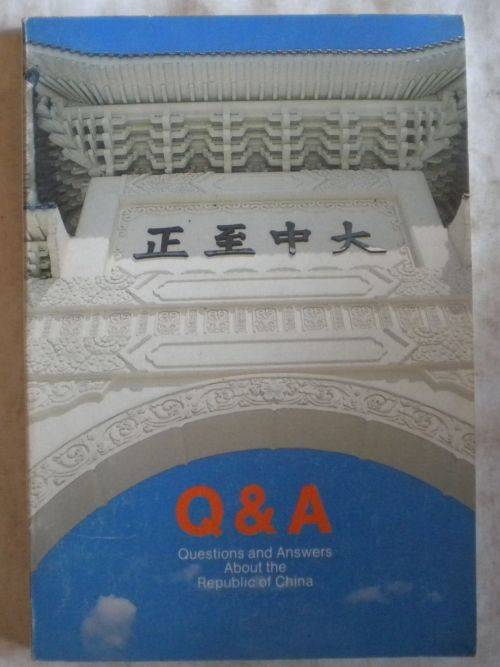 大中至正
Q & A
Questions and Answers
About the
Republic of China